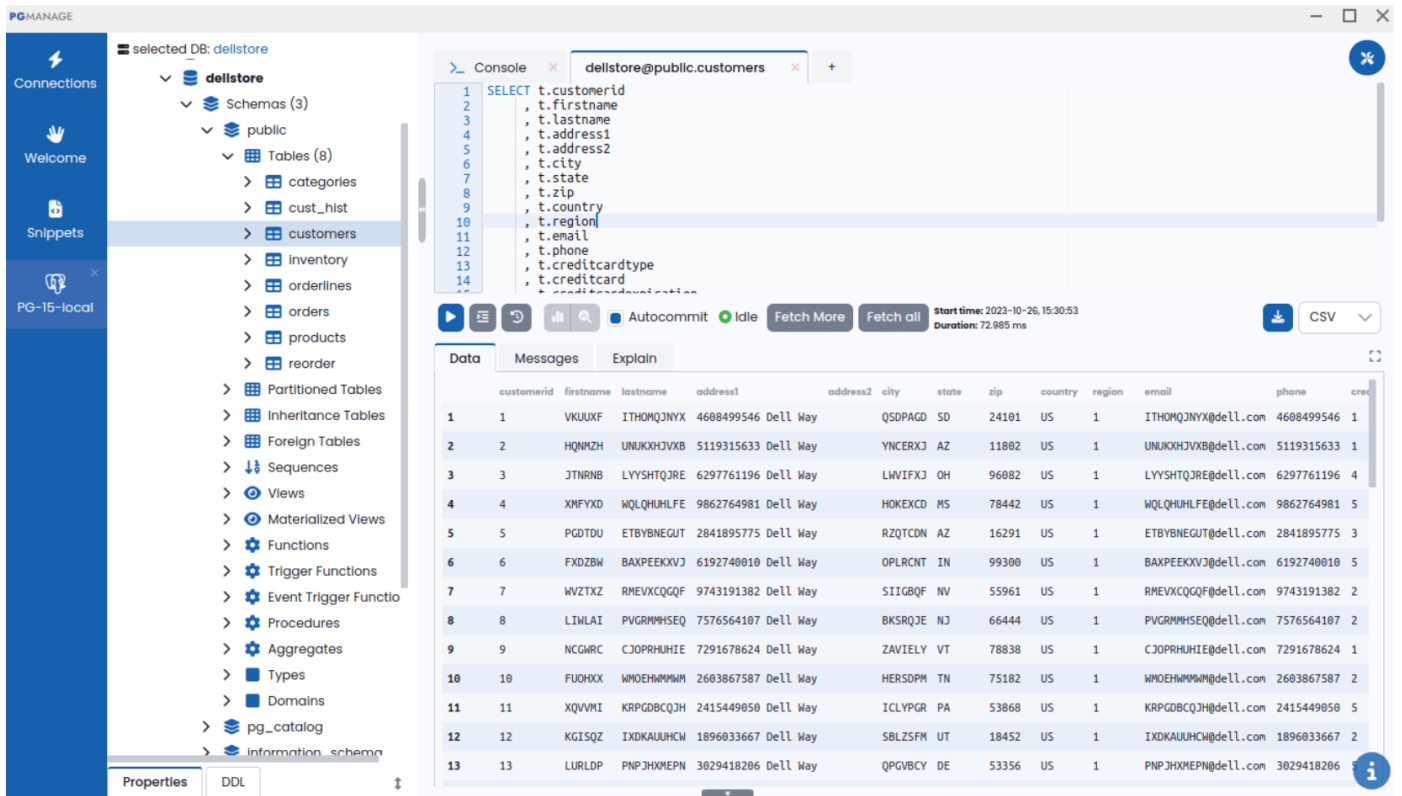 PGMANAGE
Connections
Welcome
Snippets
PG-15-local
selected DB: dellstore
dellstore
Schemas (3)
public
Tables (8)
categories
cust_hist
customers
inventory
orderlines
orders
products
reorder
Partitioned Tables
Inheritance Tables
Foreign Tables
Sequences
Views
Materialized Views
Functions
Trigger Functions
Event Trigger Functio
Procedures
Aggregates
Types
Domains
pg_catalog
information_schema
Properties DDL
Console dellstore@public.customers +
1 SELECT t.customerid
2 , t.firstname
3 , t.lastname
4 , t.address1
5 , t.address2
6 , t.city
7 , t.state
8 , t.zip
9 , t.country
10 , t.region
11 , t.email
12 , t.phone
13 , t.creditcardtype
14 , t.creditcard
15 , t.creditcardexpiration
Autocommit Idle Fetch More Fetch all Start time: 2023-10-26, 15:30:53 CSV
Duration: 72.985 ms
Data Messages Explain
customerid firstname lastname address1 address2 city state zip country region email phone cred
1 1 VKUUXF ITHOMQJNYX 4608499546 Dell Way QSDPAGD SD 24101 US 1 ITHOMQJNYX@dell.com 4608499546 1
2 2 HQNMZH UNUKXHJVXB 5119315633 Dell Way YNCERXJ AZ 11802 US 1 UNUKXHJVXB@dell.com 5119315633 1
3 3 JTNRNB LYYSHTQJRE 6297761196 Dell Way LWVIFXJ OH 96082 US 1 LYYSHTQJRE@dell.com 6297761196 4
4 4 XMFYXD WQLQHUHLFE 9862764981 Dell Way HOKEXCD MS 78442 US 1 WQLQHUHLFE@dell.com 9862764981 5
5 5 PGDTDU ETBYBNEGUT 2841895775 Dell Way RZQTCDN AZ 16291 US 1 ETBYBNEGUT@dell.com 2841895775 3
6 6 FXDZBW BAXPEEKXVJ 6192740010 Dell Way OPLRCNT IN 99300 US 1 BAXPEEKXVJ@dell.com 6192740010 5
7 7 WVZTXZ RMEVXCQGQF 9743191382 Dell Way SIIGBQF NV 55961 US 1 RMEVXCQGQF@dell.com 9743191382 2
8 8 LIWLAI PVGRMMHSEQ 7576564107 Dell Way BKSRQJE NJ 66444 US 1 PVGRMMHSEQ@dell.com 7576564107 2
9 9 NCGWRC CJOPRHUHIE 7291678624 Dell Way ZAVIELY VT 78838 US 1 CJOPRHUHIE@dell.com 7291678624 1
10 10 FUOHXX WMOEHWMMWM 2603867587 Dell Way HERSDPM TN 75182 US 1 WMOEHWMMWM@dell.com 2603867587 2
11 11 XQVVMI KRPGDBCQJH 2415449050 Dell Way ICLYPGR PA 53868 US 1 KRPGDBCQJH@dell.com 2415449050 5
12 12 KGISQZ IXDKAUUHCW 1896033667 Dell Way SBLZSFM UT 18452 US 1 IXDKAUUHCW@dell.com 1896033667 2
13 13 LURLDP PNPJHXMEPN 3029418206 Dell Way QPGVBCY DE 53356 US 1 PNPJHXMEPN@dell.com 3029418206